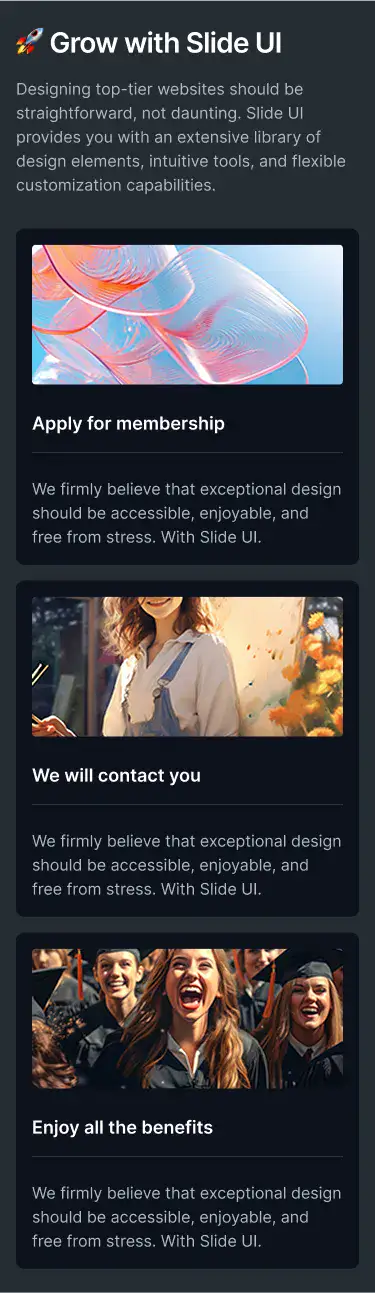 🚀 Grow with Slide UI
Designing top-tier websites should be
straightforward, not daunting. Slide UI
provides you with an extensive library of
design elements, intuitive tools, and flexible
customization capabilities.
Apply for membership
We firmly believe that exceptional design
should be accessible, enjoyable, and
free from stress. With Slide UI.
We will contact you
We firmly believe that exceptional design
should be accessible, enjoyable, and
free from stress. With Slide UI.
Enjoy all the benefits
We firmly believe that exceptional design
should be accessible, enjoyable, and
free from stress. With Slide UI.